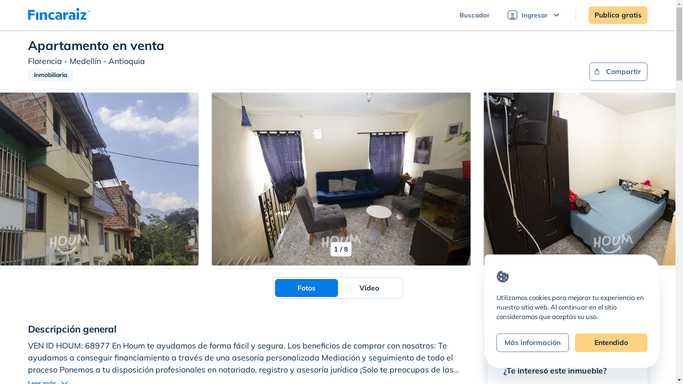 Fincaraiz
Buscador
Ingresar
Publica gratis
Apartamento en venta
Florencia - Medellín - Antioquia
Inmobiliaria
Compartir
HOUM
HOUM
HOUM
1 / 8
Fotos
Video
Descripción general
VEN ID HOUM: 68977 En Houm te ayudamos de forma fácil y segura. Los beneficios de comprar con nosotros: Te
ayudamos a conseguir financiamiento a través de una asesoría personalizada Mediación y seguimiento de todo el
proceso Ponemos a tu disposición profesionales en notariado, registro y asesoría jurídica ¡Solo te preocupas de las...
Leer más
Utilizamos cookies para mejorar tu experiencia en
nuestro sitio web. Al continuar en el sitio
consideramos que aceptas su uso.
Más información
Entendido
¿Te interesó este inmueble?